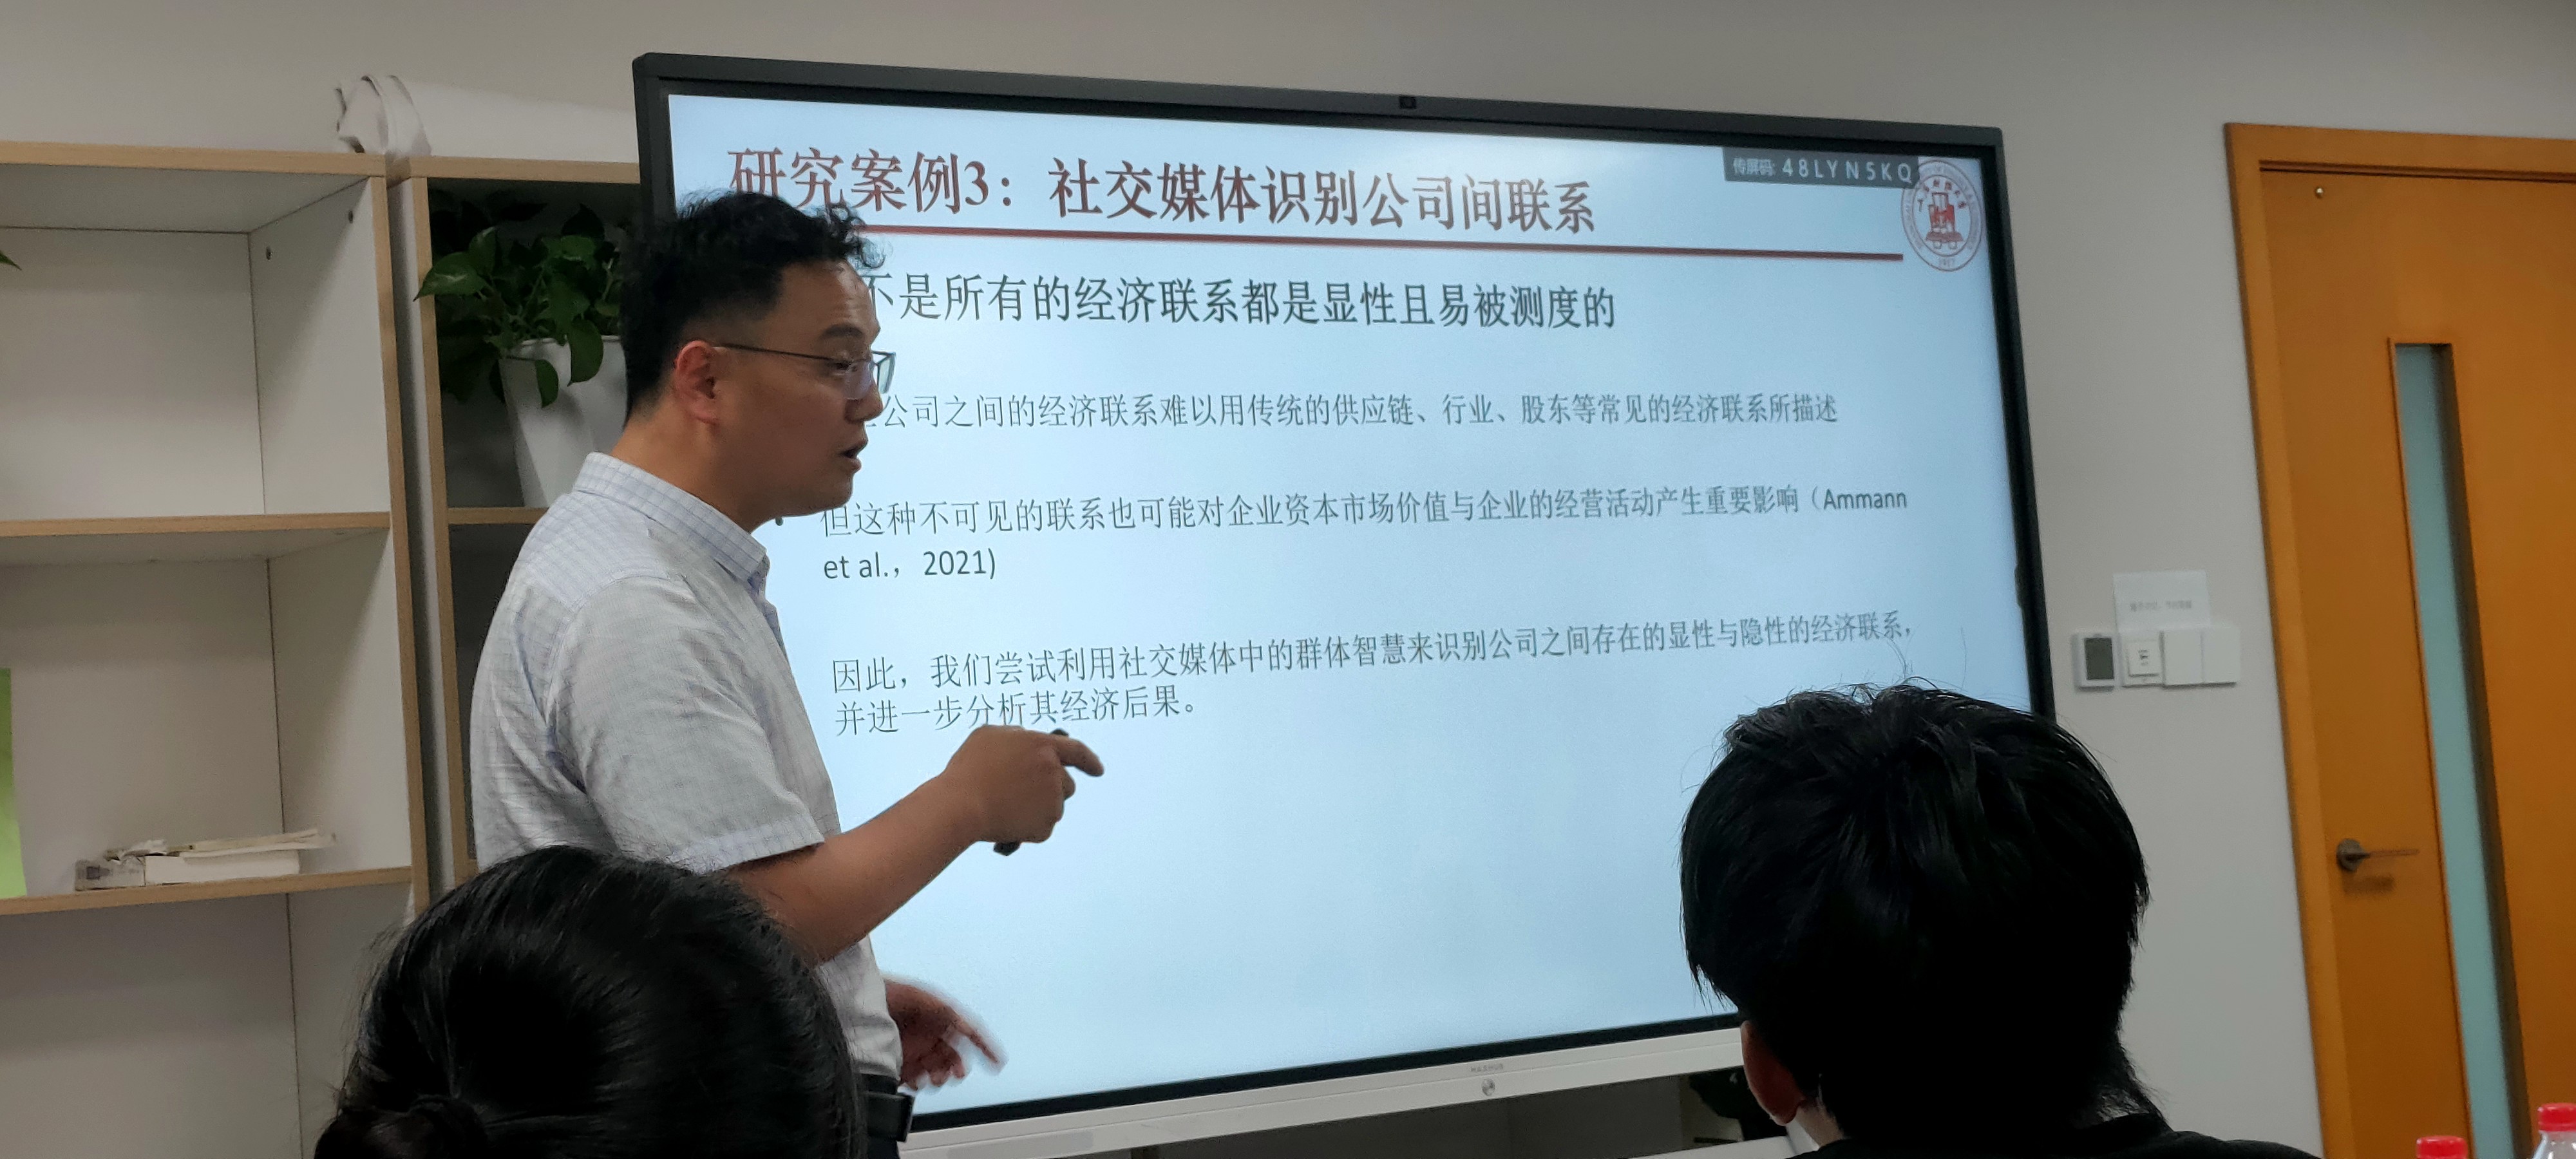 传屏码: 48LYN5KQ
研究案例3：社交媒体识别公司间联系
不是所有的经济联系都是显性且易被测度的
公司之间的经济联系难以用传统的供应链、行业、股东等常见的经济联系所描述
但这种不可见的联系也可能对企业资本市场价值与企业的经营活动产生重要影响（Ammann
et al.，2021)
因此，我们尝试利用社交媒体中的群体智慧来识别公司之间存在的显性与隐性的经济联系，
并进一步分析其经济后果。
MAXHUB